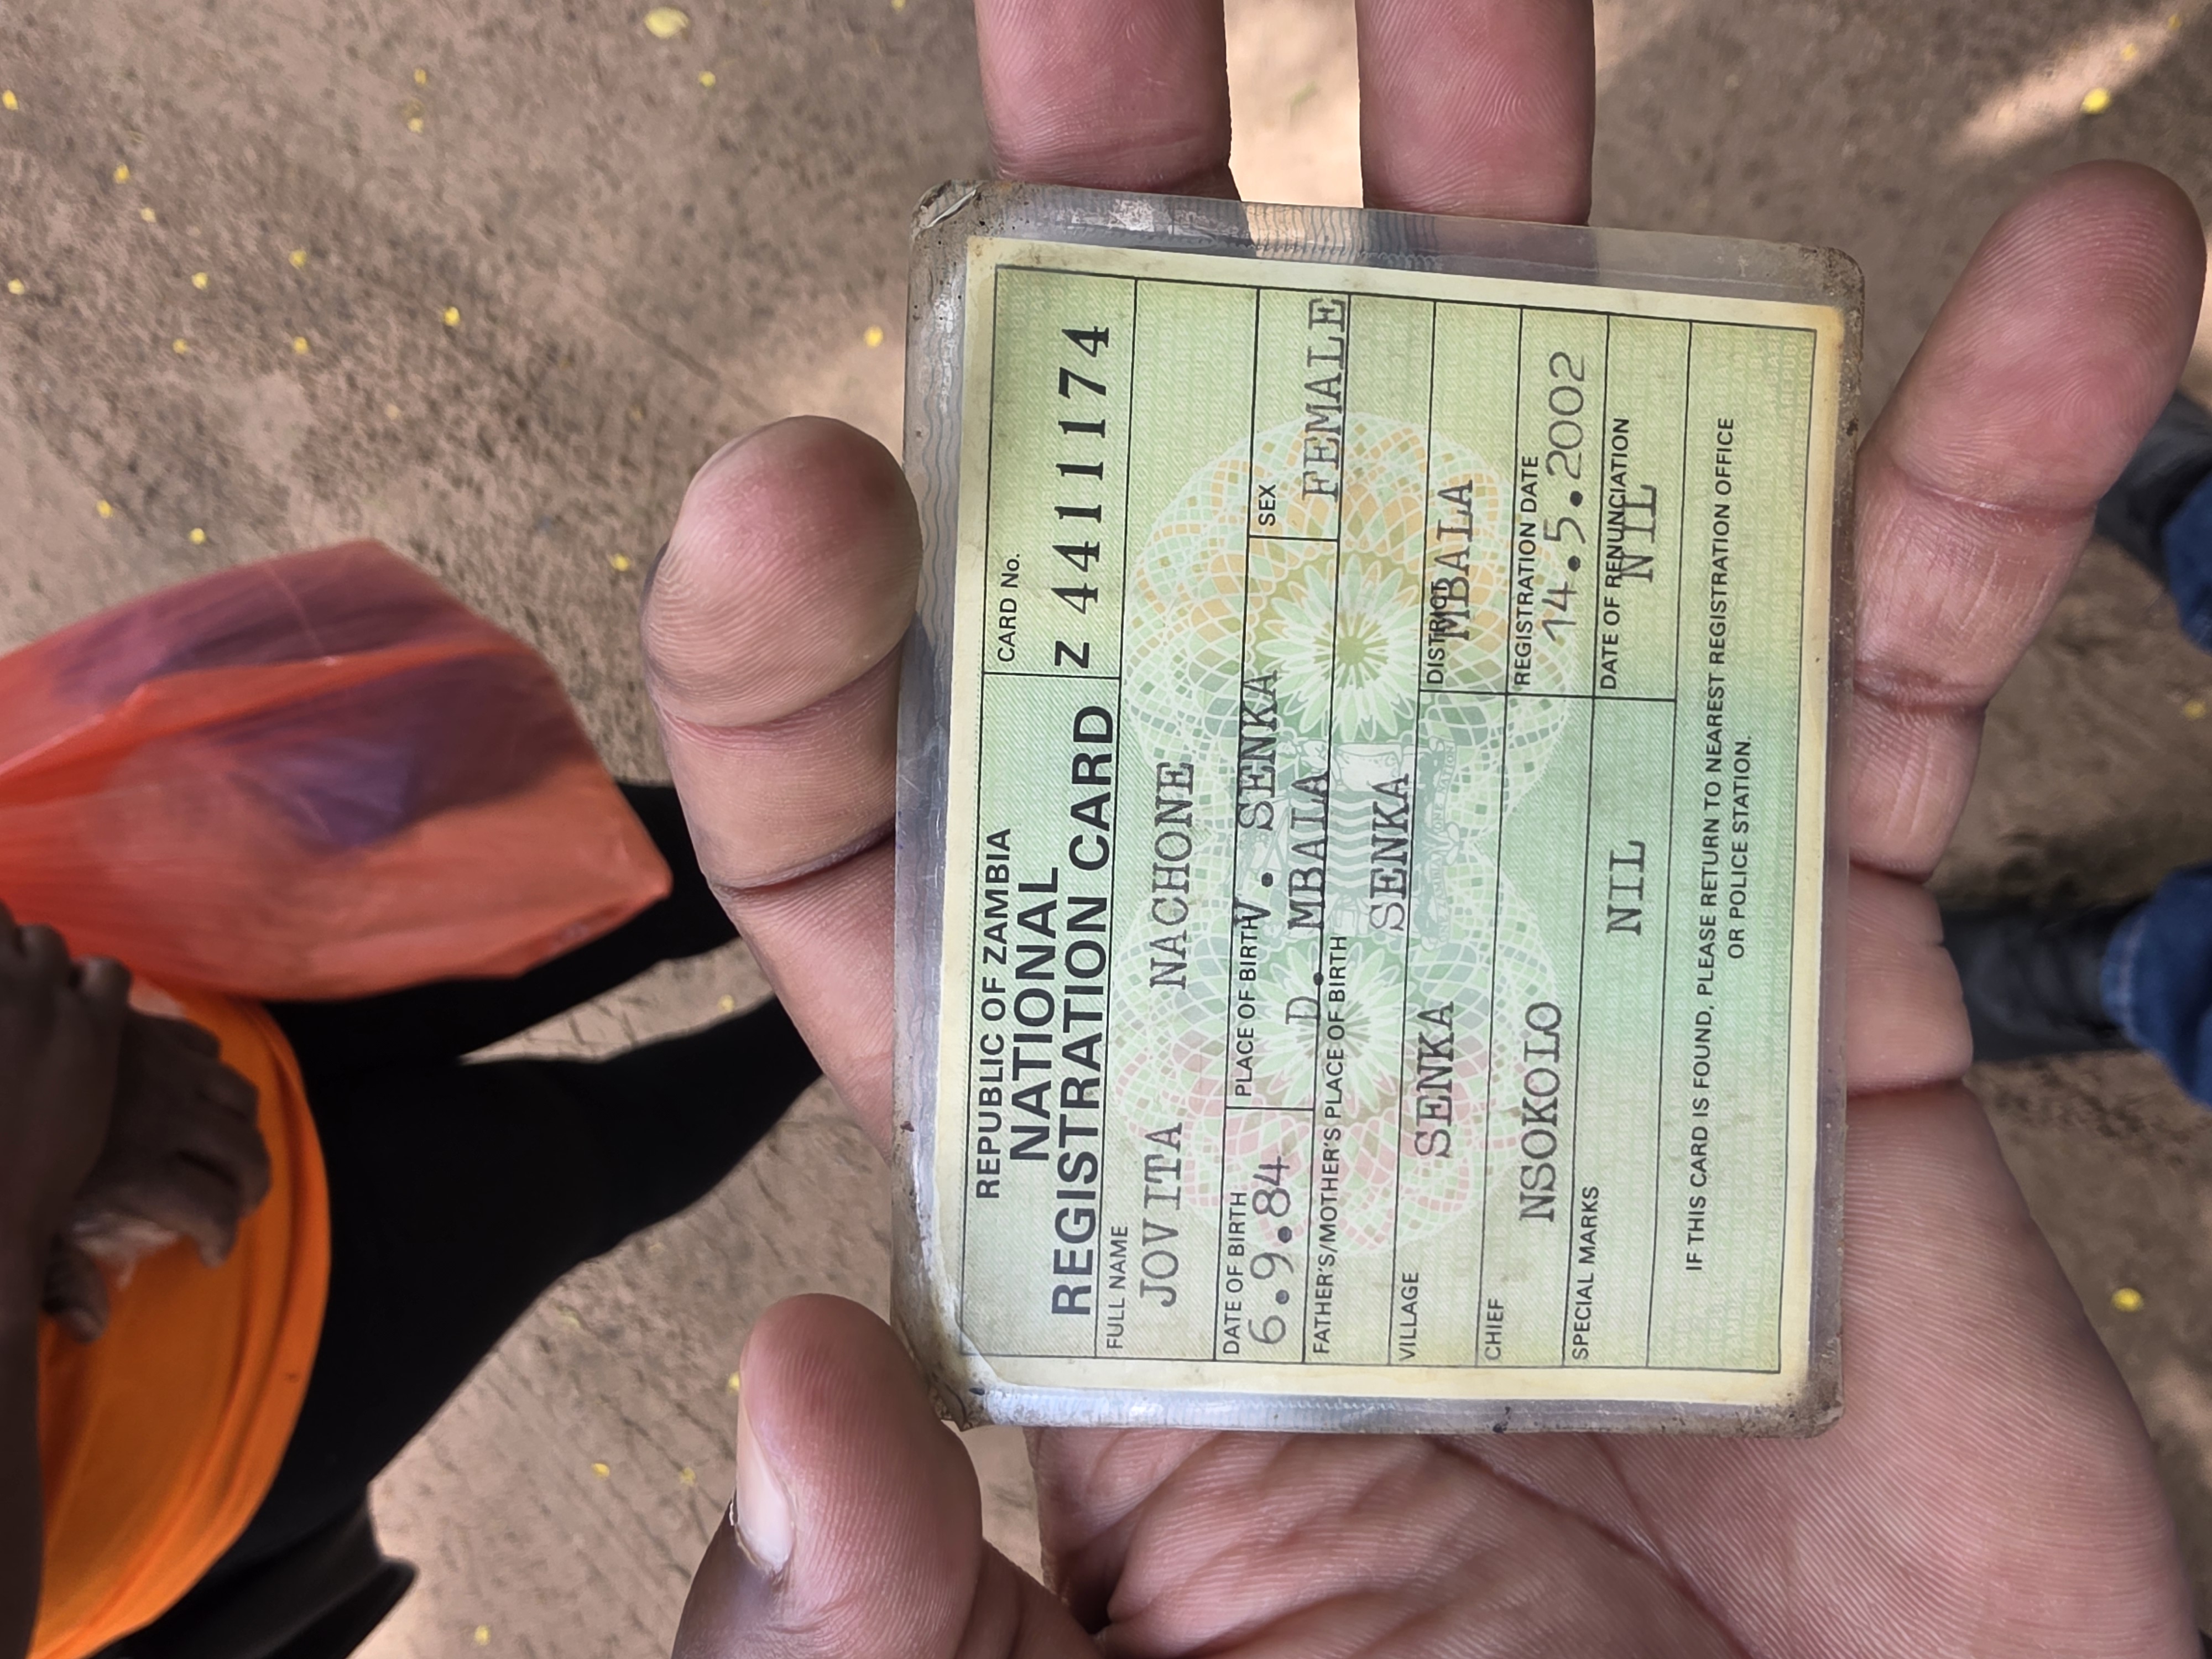 REPUBLIC OF ZAMBIA
NATIONAL
REGISTRATION CARD
CARD No.
Z 4411174
FULL NAME
JOVITA NACHONE
DATE OF BIRTH
6.9.84
PLACE OF BIRTH
V. SENKA
D. MBALA
SEX
FEMALE
FATHER'S/MOTHER'S PLACE OF BIRTH
SENKA
VILLAGE
SENKA
DISTRICT
MBALA
CHIEF
NSOKOLO
REGISTRATION DATE
14.5.2002
SPECIAL MARKS
NIL
DATE OF RENUNCIATION
NIL
IF THIS CARD IS FOUND, PLEASE RETURN TO NEAREST REGISTRATION OFFICE
OR POLICE STATION.